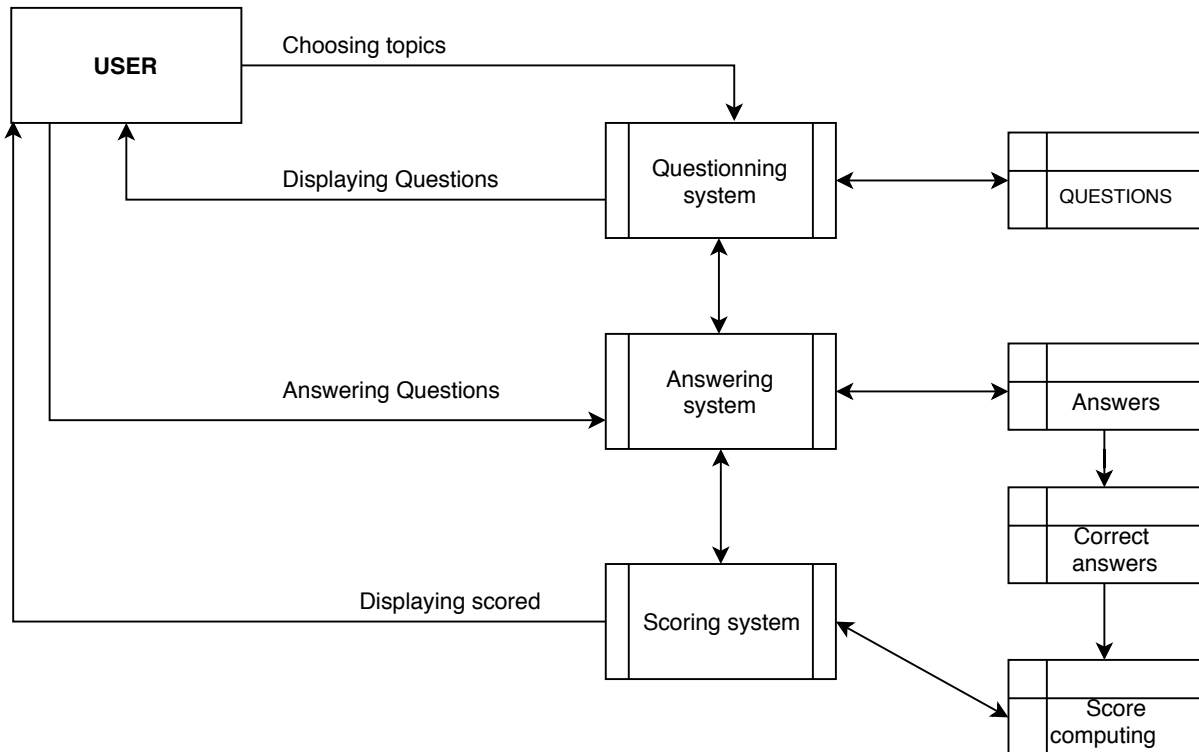 Choosing topics
USER
Questionning
system
Displaying Questions
QUESTIONS
Answering
system
Answering Questions
Answers
Correct
answers
Displaying scored
Scoring system
Score
computing